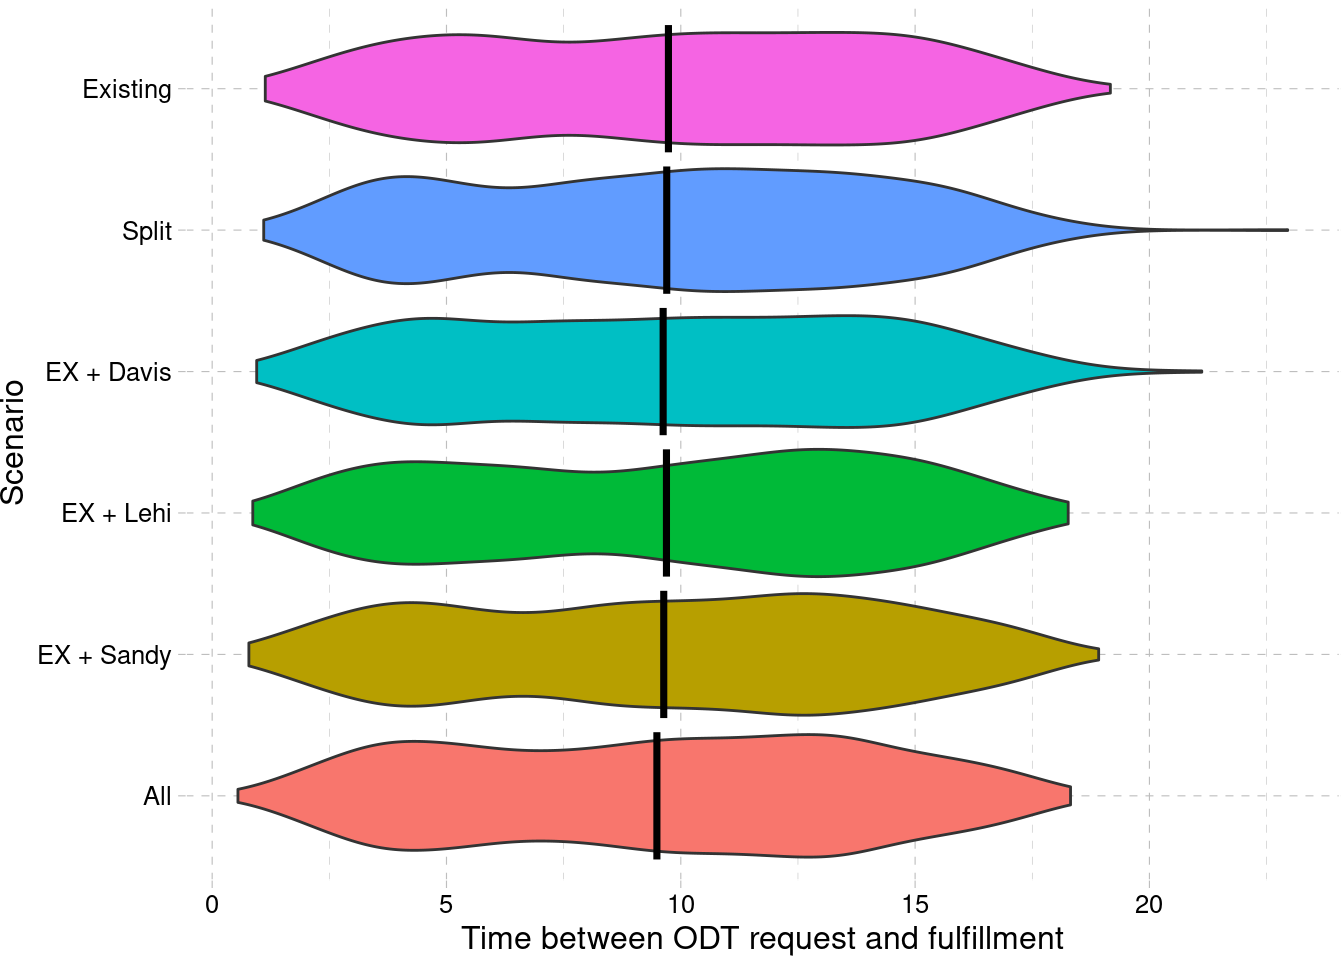 Scenario
Existing
Split
EX + Davis
EX + Lehi
EX + Sandy
All
0 5 10 15 20
Time between ODT request and fulfillment